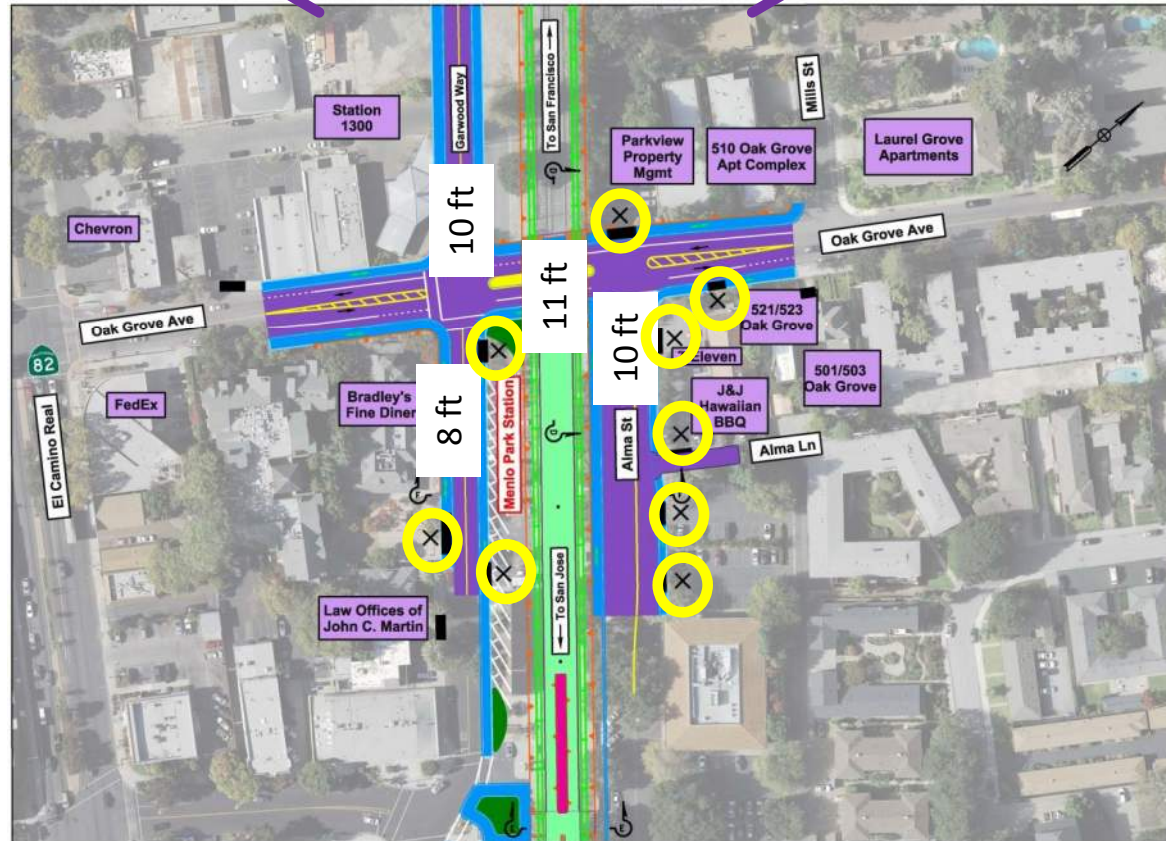 Garwood Way
To San Francisco
Mills St
Station
1300
Parkview
Property
Mgmt
510 Oak Grove
Apt Complex
Laurel Grove
Apartments
D
Chevron
10 ft
Oak Grove Ave
11 ft
Oak Grove Ave
10 ft
521/523
Oak Grove
82
Eleven
501/503
Oak Grove
FedEx
Bradley's
Fine Diner
Menlo Park Station
J&J
Hawaiian
BBQ
8 ft
El Camino Real
Alma St
D
Alma Ln
E
To San Jose
Law Offices of
John C. Martin
E
E